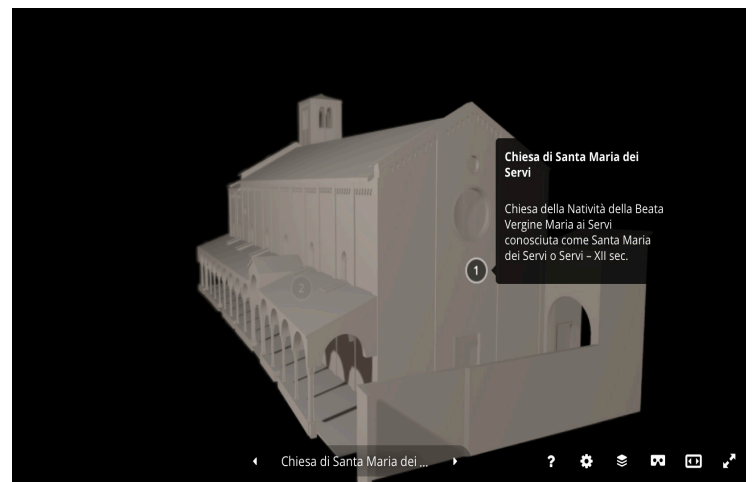 Chiesa di Santa Maria dei
Servi
Chiesa della Natività della Beata
Vergine Maria ai Servi
conosciuta come Santa Maria
dei Servi o Servi – XII sec.
1
2
Chiesa di Santa Maria dei ...
?